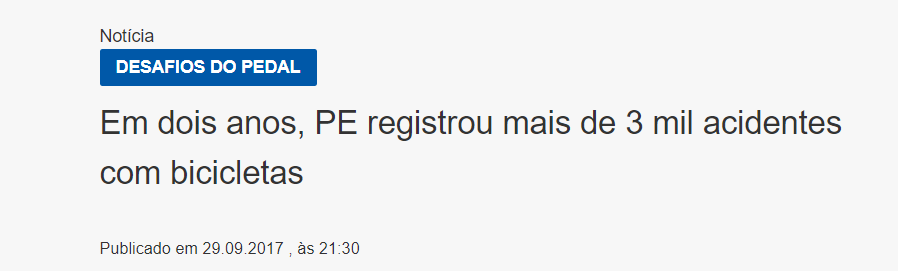 Notícia
DESAFIOS DO PEDAL
Em dois anos, PE registrou mais de 3 mil acidentes
com bicicletas
Publicado em 29.09.2017 , às 21:30